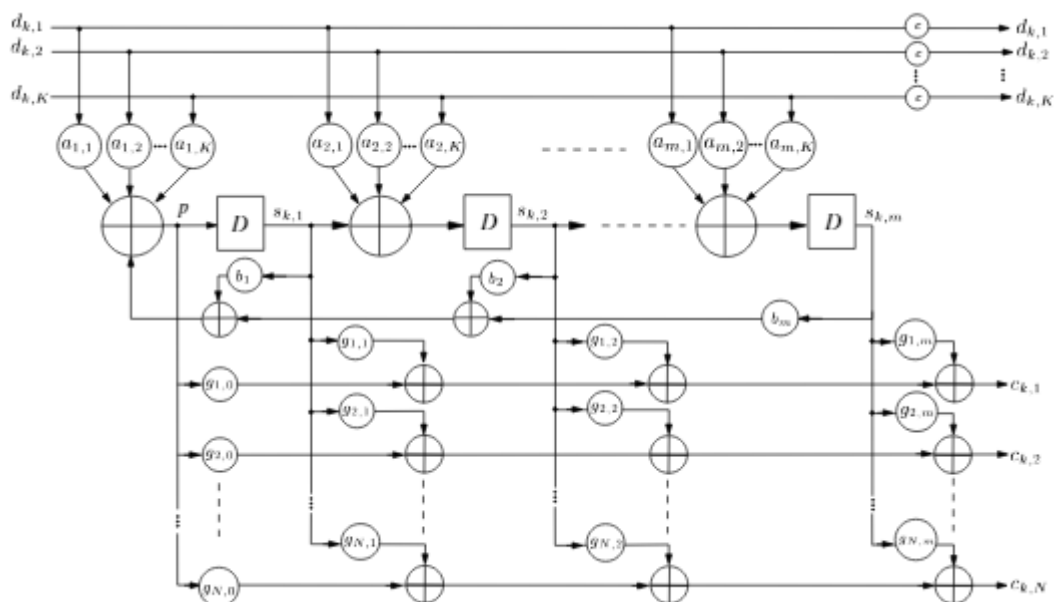 d_{k,1} c d_{k,1}
d_{k,2} c d_{k,2}
d_{k,K} c d_{k,K}
a_{1,1} a_{1,2} ... a_{1,K} a_{2,1} a_{2,2} ... a_{2,K} a_{m,1} a_{m,2} ... a_{m,K}
p D s_{k,1} D s_{k,2} D s_{k,m}
b_1 b_2
b_m
g_{1,1} g_{1,2} g_{1,m}
g_{1,0} c_{k,1}
g_{2,1} g_{2,2} g_{2,m}
g_{2,0} c_{k,2}
g_{N,1} g_{N,2} g_{N,m}
g_{N,0} c_{k,N}